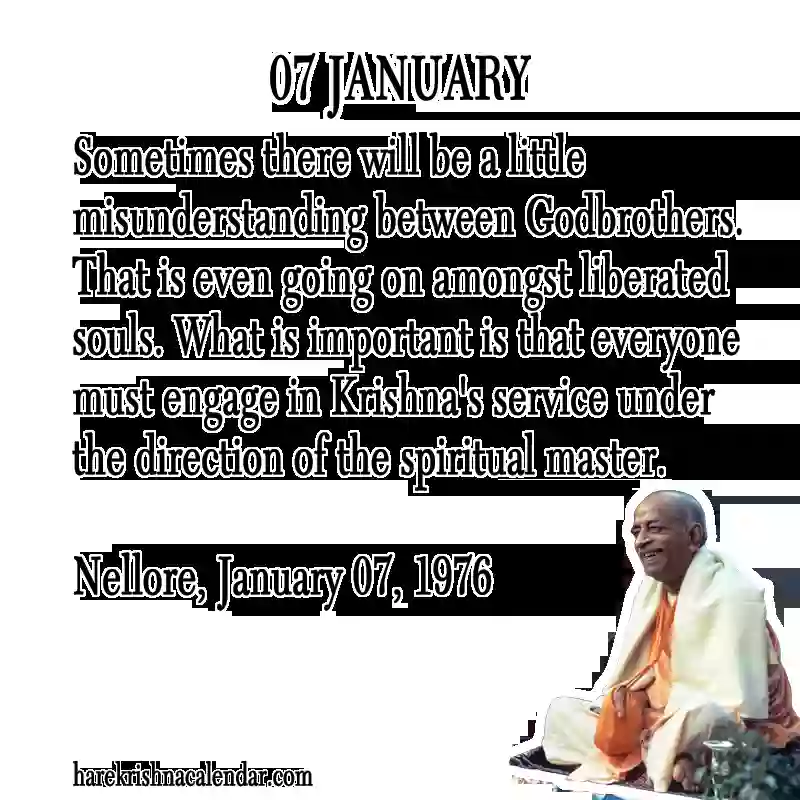 07 JANUARY
Sometimes there will be a little
misunderstanding between Godbrothers.
That is even going on amongst liberated
souls. What is important is that everyone
must engage in Krishna's service under
the direction of the spiritual master.
Nellore, January 07, 1976
harekrishnacalendar.com